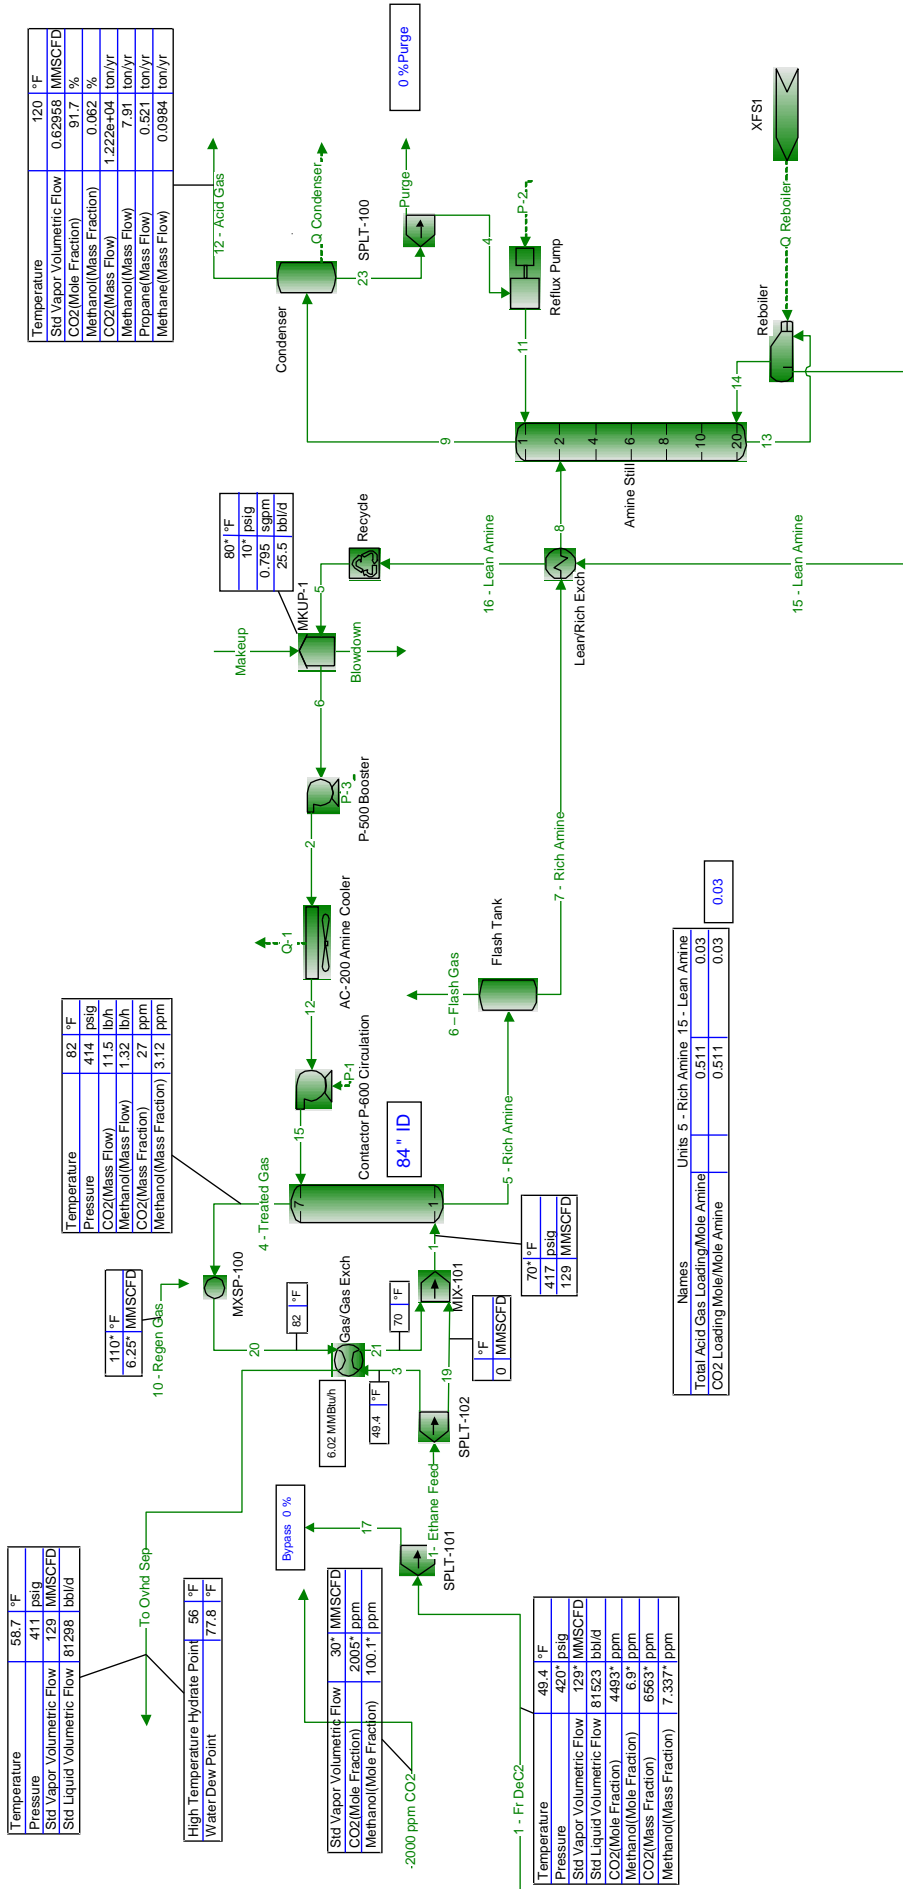 Temperature 58.7 °F
Pressure 411 psig
Std Vapor Volumetric Flow 129 MMSCFD
Std Liquid Volumetric Flow 81298 bbl/d
High Temperature Hydrate Point 56 °F
Water Dew Point 77.8 °F
To Ovhd Sep
110* °F
6.25* MMSCFD
10 - Regen Gas
Temperature 82 °F
Pressure 414 psig
CO2(Mass Flow) 11.5 lb/h
Methanol(Mass Flow) 1.32 lb/h
CO2(Mass Fraction) 27 ppm
Methanol(Mass Fraction) 3.12 ppm
Temperature 120 °F
Std Vapor Volumetric Flow 0.62958 MMSCFD
CO2(Mole Fraction) 91.7 %
Methanol(Mass Fraction) 0.062 %
CO2(Mass Flow) 1.222e+04 ton/yr
Methanol(Mass Flow) 7.91 ton/yr
Propane(Mass Flow) 0.521 ton/yr
Methane(Mass Flow) 0.0984 ton/yr
MXSP-100
4 - Treated Gas
20
82 °F
6.02 MMBtu/h
Gas/Gas Exch
21
70 °F
3
49.4 °F
Bypass 0 %
17
Std Vapor Volumetric Flow 30* MMSCFD
CO2(Mole Fraction) 2005* ppm
Methanol(Mole Fraction) 100.1* ppm
-2000 ppm CO2
1 - Fr DeC2
SPLT-101
1- Ethane Feed
SPLT-102
19
°F
0 MMSCFD
MIX-101
1
70* °F
417 psig
129 MMSCFD
Temperature 49.4 °F
Pressure 420* psig
Std Vapor Volumetric Flow 129* MMSCFD
Std Liquid Volumetric Flow 81523 bbl/d
CO2(Mole Fraction) 4493* ppm
Methanol(Mole Fraction) 6.9* ppm
CO2(Mass Fraction) 6563* ppm
Methanol(Mass Fraction) 7.337* ppm
7
1
15
Contactor P-600 Circulation
P-1
84" ID
5 - Rich Amine
12
AC-200 Amine Cooler
Q-1
2
P-500 Booster
P-3
6
Makeup
MKUP-1
Blowdown
80* °F
10* psig
0.795 sgpm
25.5 bbl/d
5
Recycle
16 - Lean Amine
6 – Flash Gas
Flash Tank
7 - Rich Amine
Lean/Rich Exch
8
15 - Lean Amine
9
Condenser
12 - Acid Gas
Q Condenser
23
SPLT-100
Purge
0 %Purge
4
P-2
Reflux Pump
11
1
2
4
6
8
10
20
Amine Still
13
14
Reboiler
Q Reboiler
XFS1
Names Units 5 - Rich Amine 15 - Lean Amine
Total Acid Gas Loading/Mole Amine 0.511 0.03
CO2 Loading Mole/Mole Amine 0.511 0.03
0.03